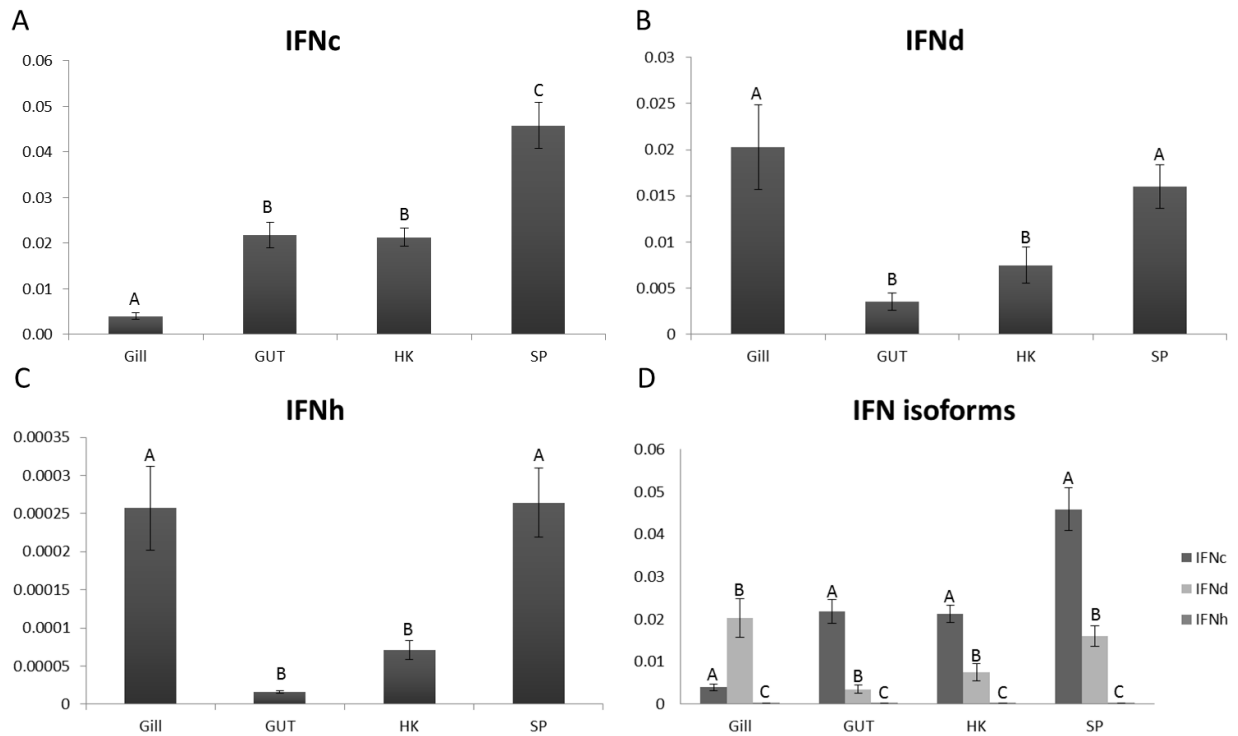 A
IFNc
0.06
0.05
0.04
0.03
0.02
0.01
0.00
A
B
B
C
Gill GUT HK SP
B
IFNd
0.03
0.025
0.02
0.015
0.01
0.005
0
A
B
B
A
Gill GUT HK SP
C
IFNh
0.00035
0.0003
0.00025
0.0002
0.00015
0.0001
0.00005
0
A
B
B
A
Gill GUT HK SP
D
IFN isoforms
0.06
0.05
0.04
0.03
0.02
0.01
0
A B C
A B C
A B C
A B C
Gill GUT HK SP
IFNc
IFNd
IFNh